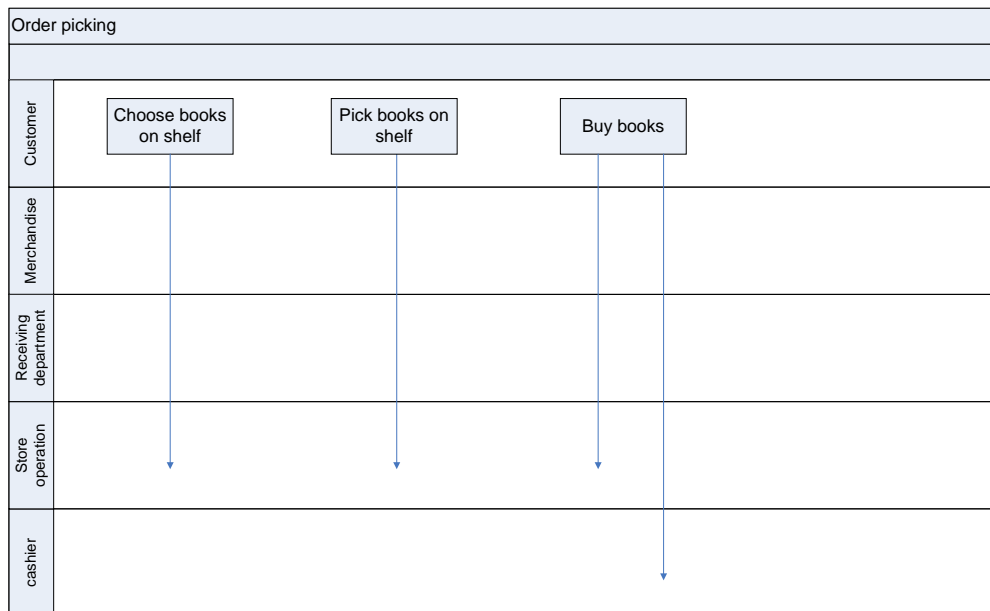 Order picking
Customer
Choose books
on shelf
Pick books on
shelf
Buy books
Merchandise
Receiving
department
Store
operation
cashier